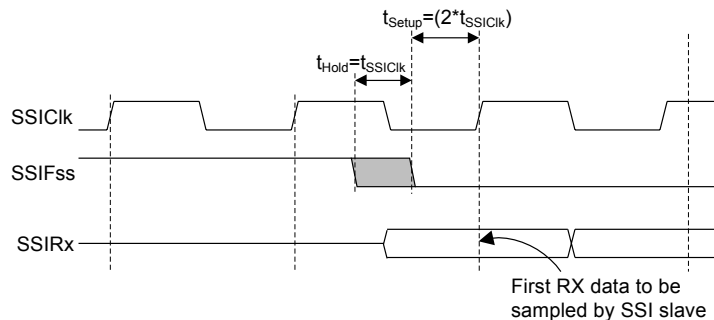 tSetup=(2*tSSIClk)
tHold=tSSIClk
SSIClk
SSIFss
SSIRx
First RX data to be
sampled by SSI slave